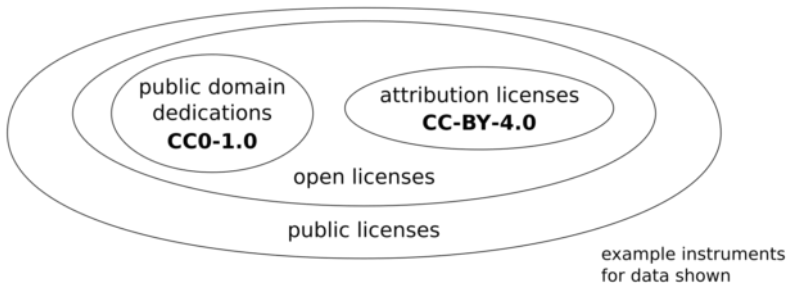 public domain
dedications
CC0-1.0
attribution licenses
CC-BY-4.0
open licenses
public licenses
example instruments
for data shown